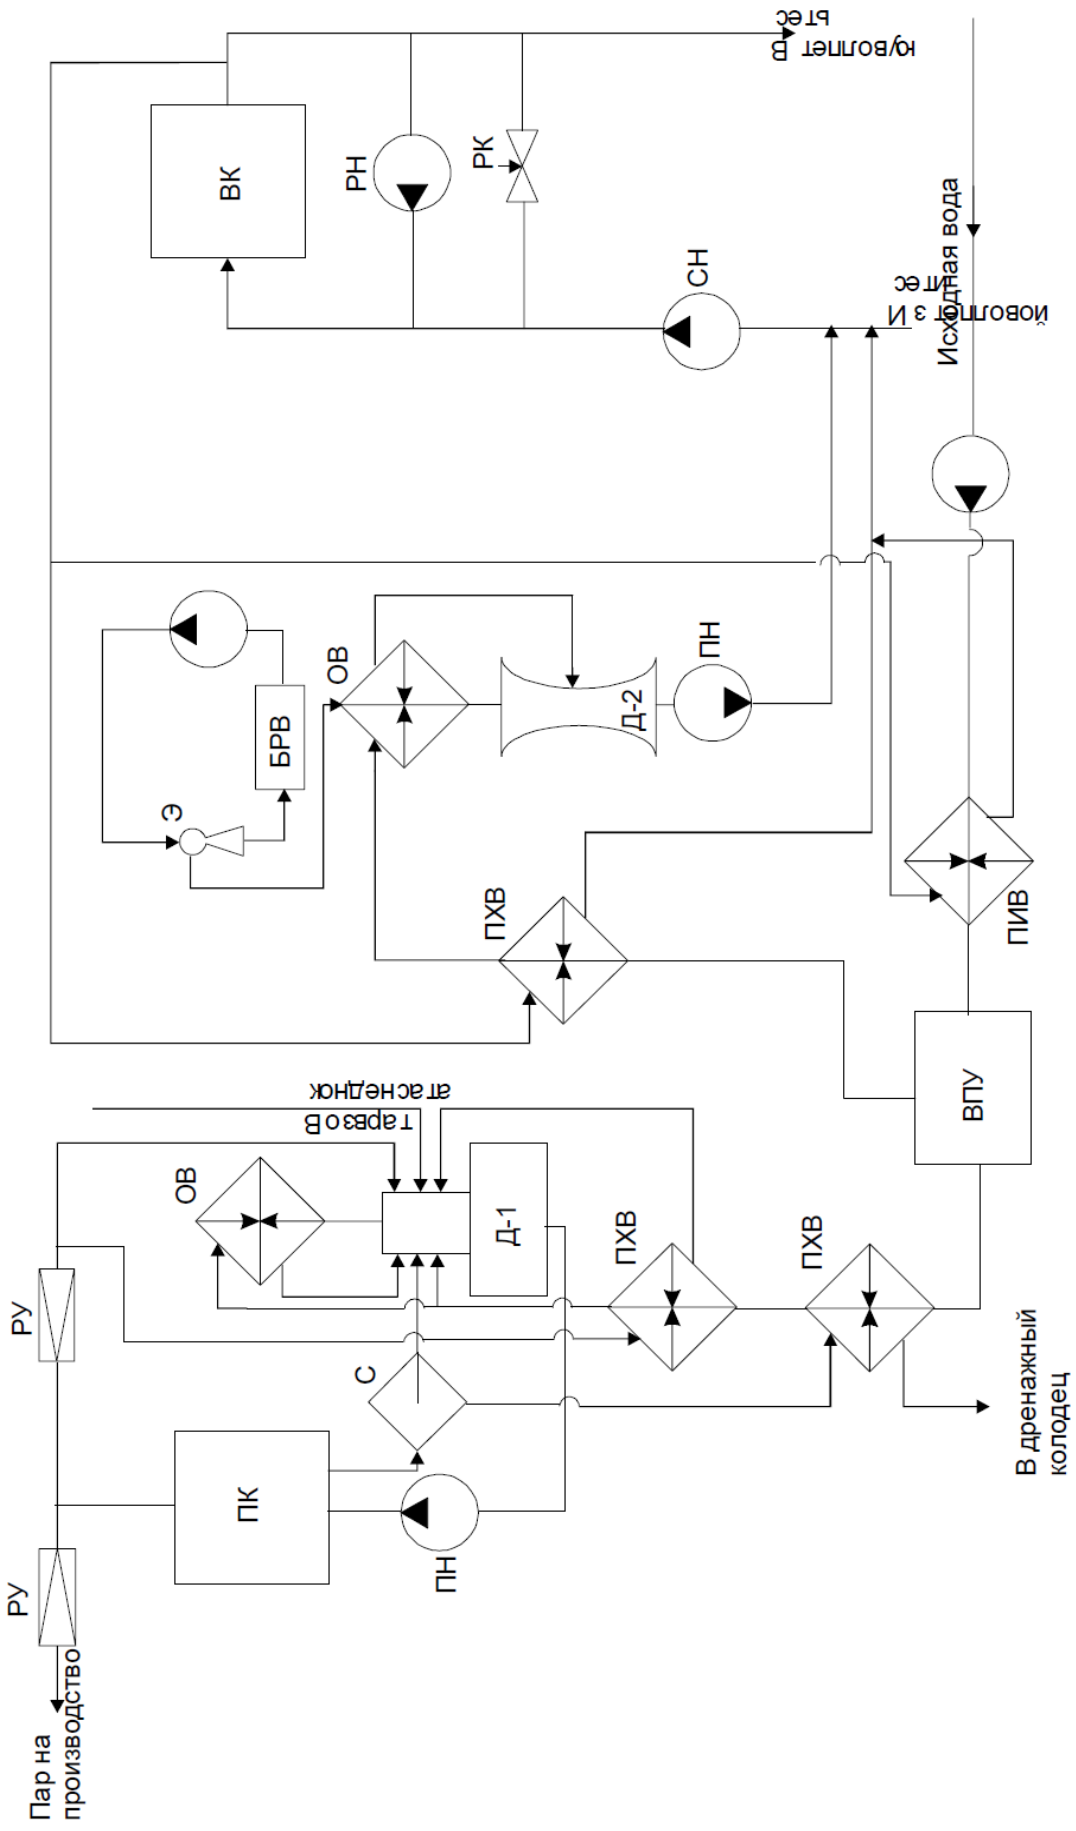 Пар на
производство
РУ
РУ
Э
ОВ
ПК
ВК
БРВ
Возврат
конденсата
ОВ
РН
С
ПН
РК
ПХВ
Д-1
Д-2
ПХВ
ПН
СН
В тепловую
сеть
ПХВ
Из тепловой
сети
Исходная вода
ВПУ
ПИВ
В дренажный
колодец